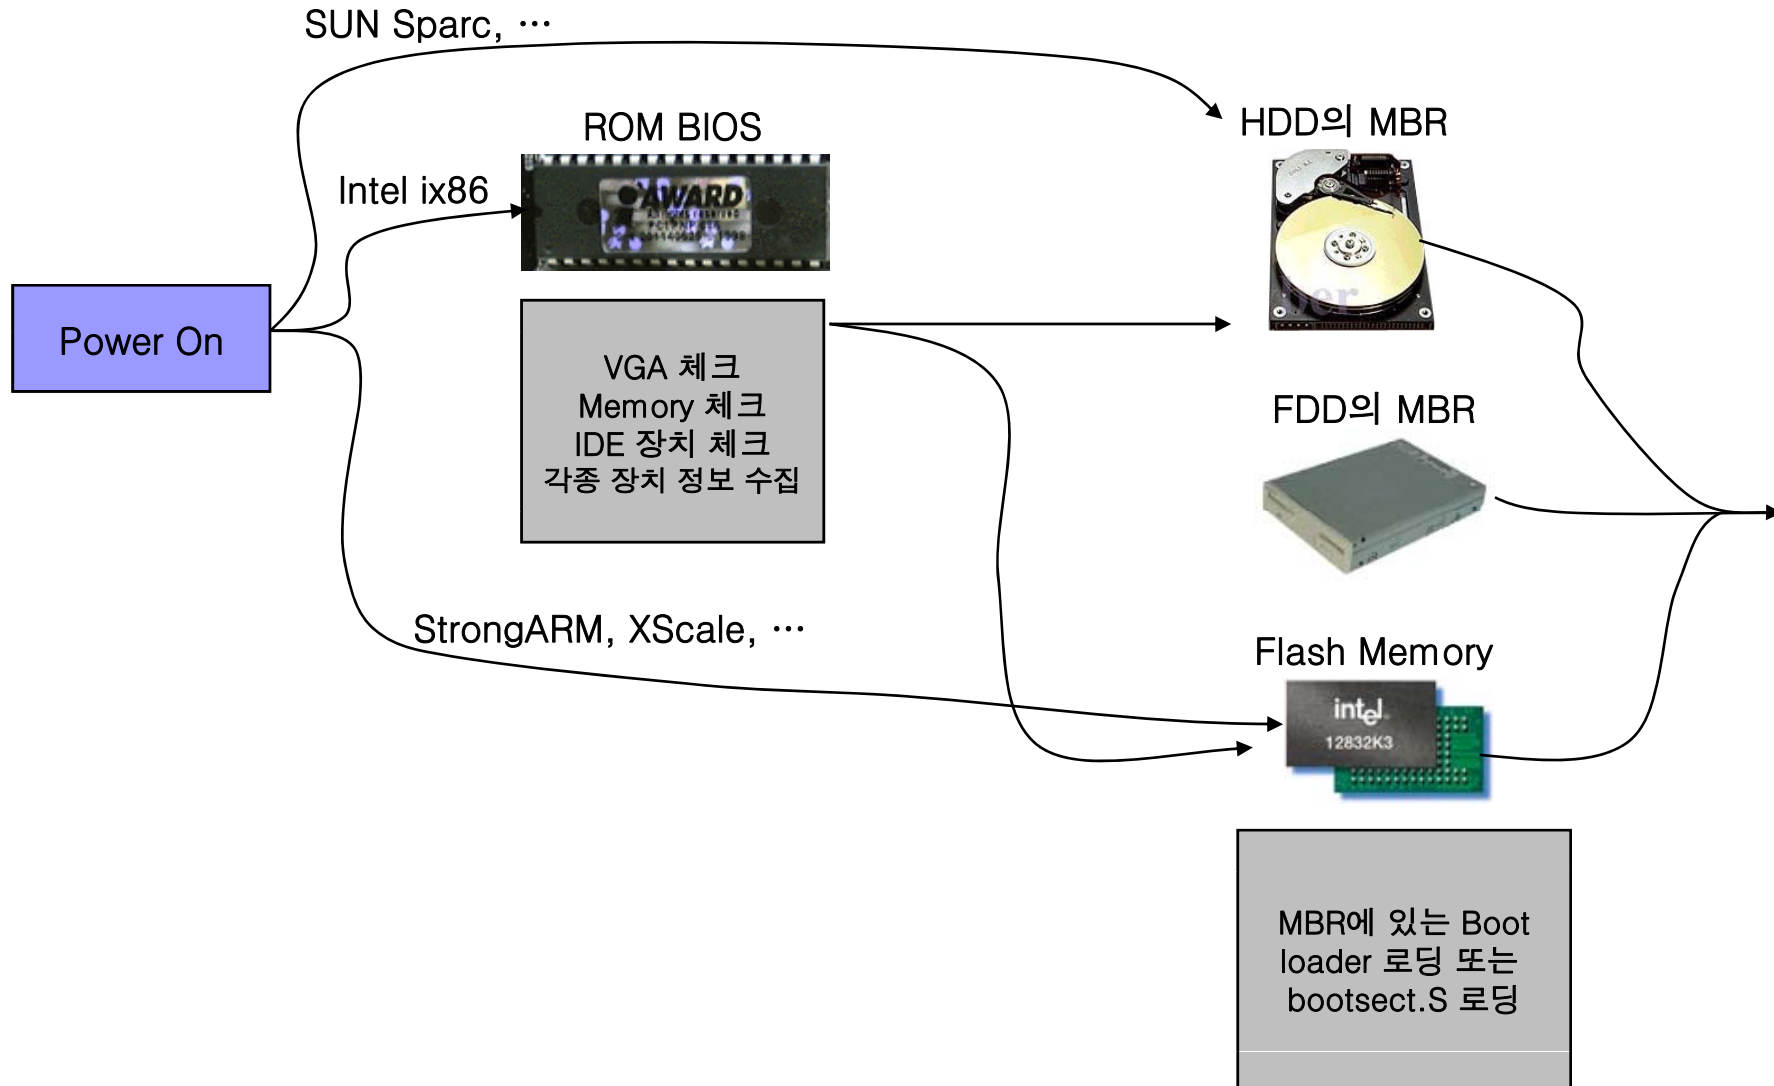 SUN Sparc, …
ROM BIOS
HDD의 MBR
Intel ix86
AWARD
Power On
VGA 체크
Memory 체크
IDE 장치 체크
각종 장치 정보 수집
FDD의 MBR
StrongARM, XScale, …
Flash Memory
intel
12832K3
MBR에 있는 Boot
loader 로딩 또는
bootsect.S 로딩